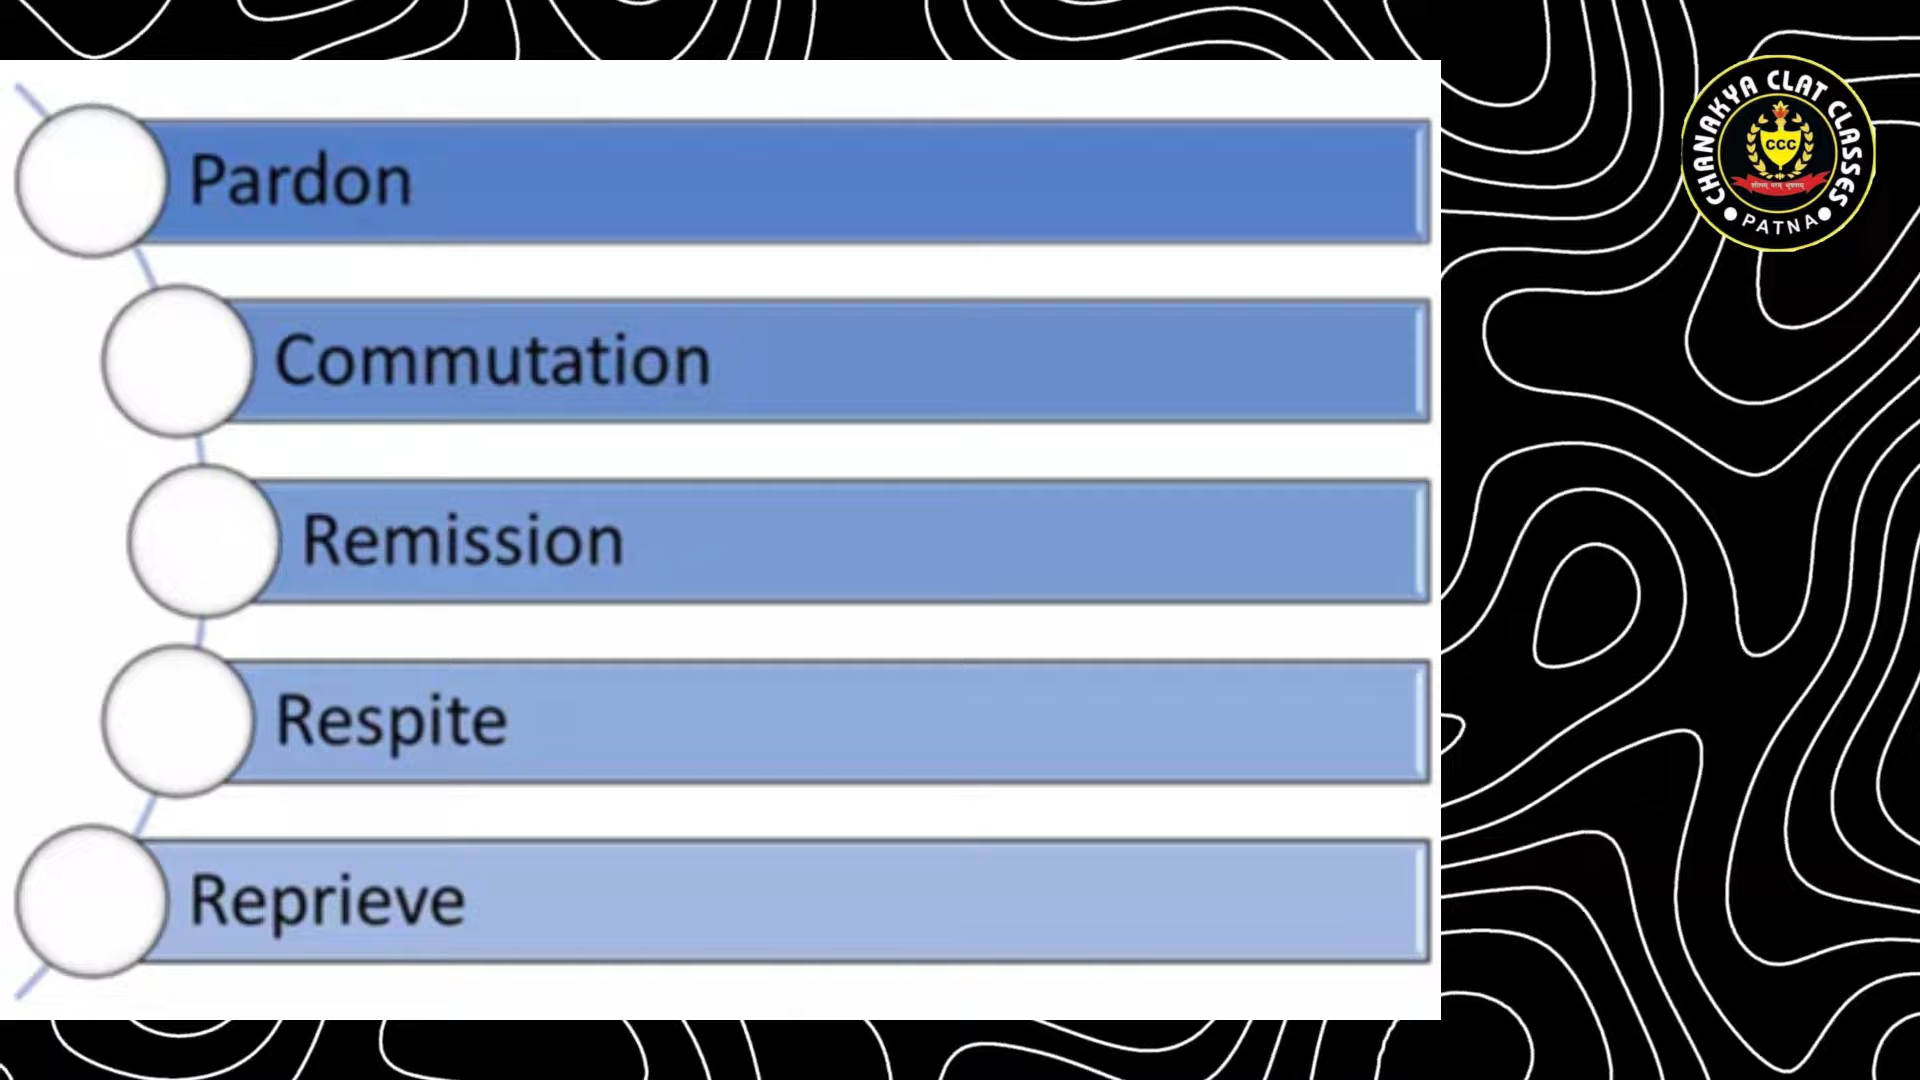 Pardon
Commutation
Remission
Respite
Reprieve
CHANAKYA CLAT CLASSES
CCC
PATNA